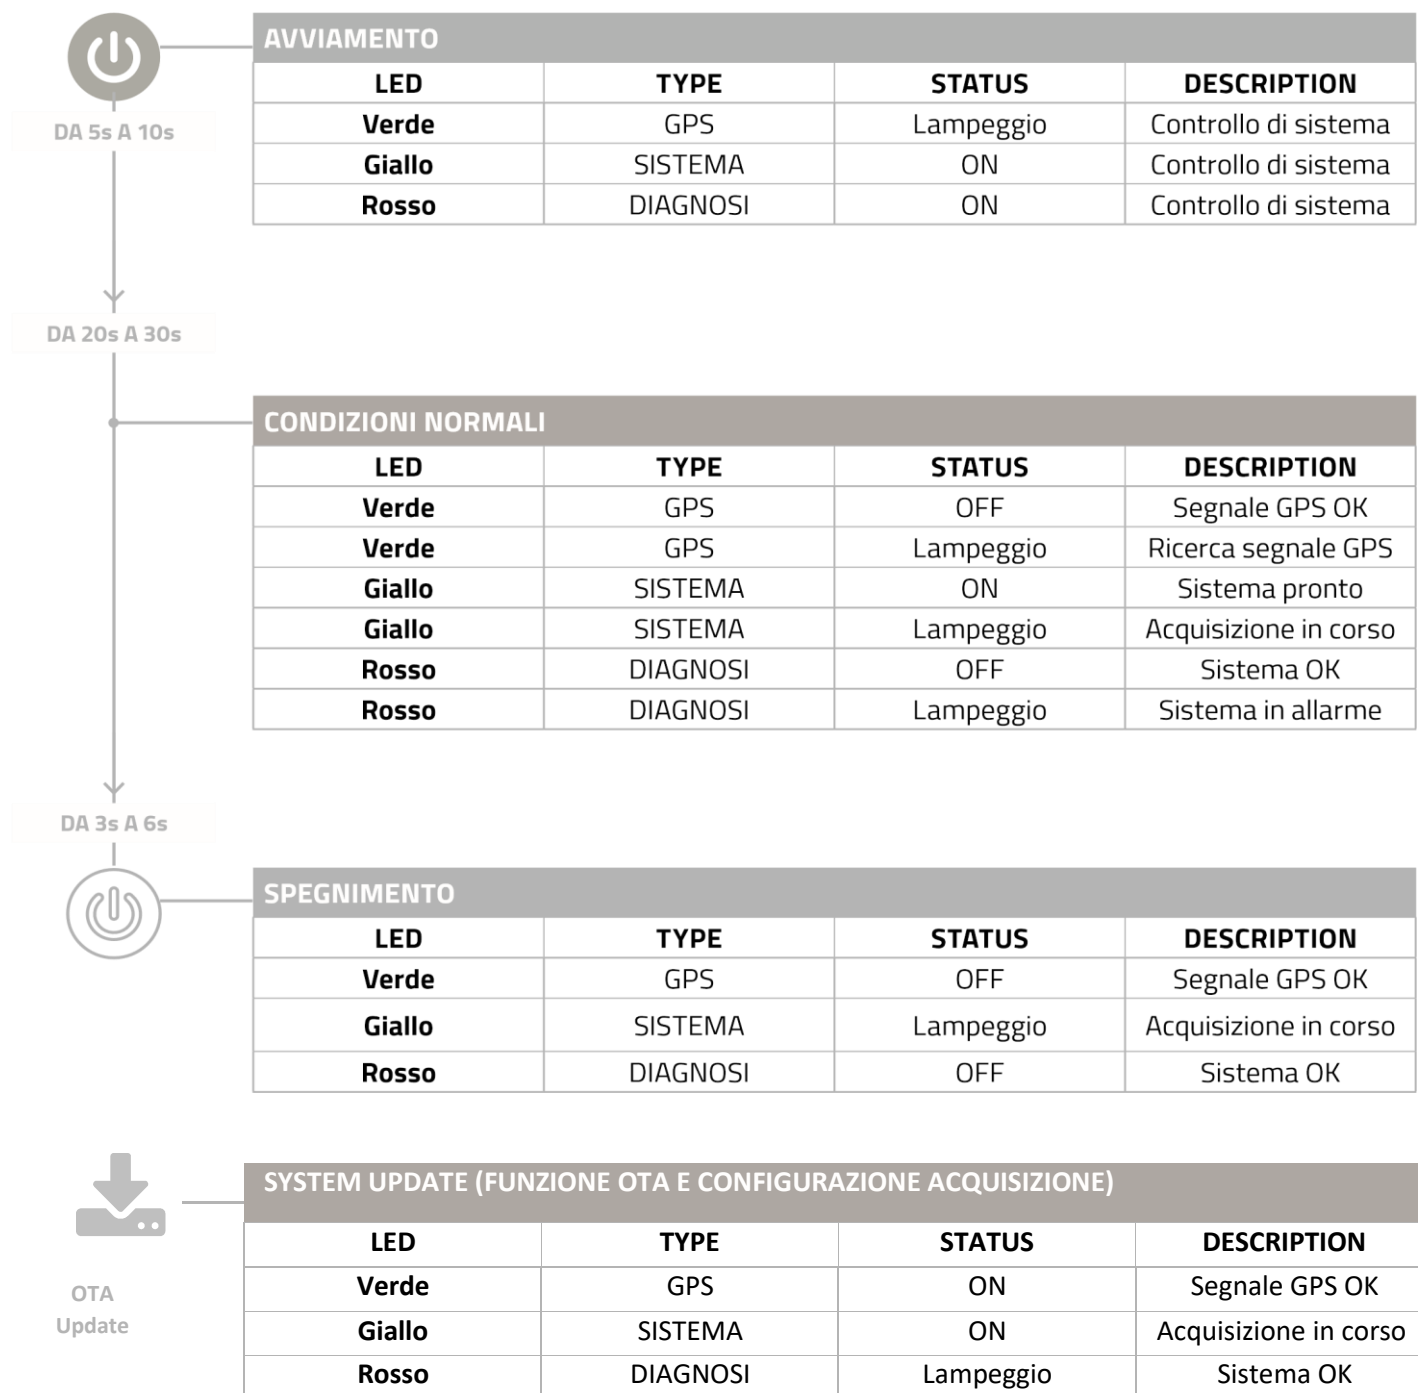 AVVIAMENTO
LED TYPE STATUS DESCRIPTION
Verde GPS Lampeggio Controllo di sistema
Giallo SISTEMA ON Controllo di sistema
Rosso DIAGNOSI ON Controllo di sistema
DA 5s A 10s
DA 20s A 30s
CONDIZIONI NORMALI
LED TYPE STATUS DESCRIPTION
Verde GPS OFF Segnale GPS OK
Verde GPS Lampeggio Ricerca segnale GPS
Giallo SISTEMA ON Sistema pronto
Giallo SISTEMA Lampeggio Acquisizione in corso
Rosso DIAGNOSI OFF Sistema OK
Rosso DIAGNOSI Lampeggio Sistema in allarme
DA 3s A 6s
SPEGNIMENTO
LED TYPE STATUS DESCRIPTION
Verde GPS OFF Segnale GPS OK
Giallo SISTEMA Lampeggio Acquisizione in corso
Rosso DIAGNOSI OFF Sistema OK
OTA
Update
SYSTEM UPDATE (FUNZIONE OTA E CONFIGURAZIONE ACQUISIZIONE)
LED TYPE STATUS DESCRIPTION
Verde GPS ON Segnale GPS OK
Giallo SISTEMA ON Acquisizione in corso
Rosso DIAGNOSI Lampeggio Sistema OK